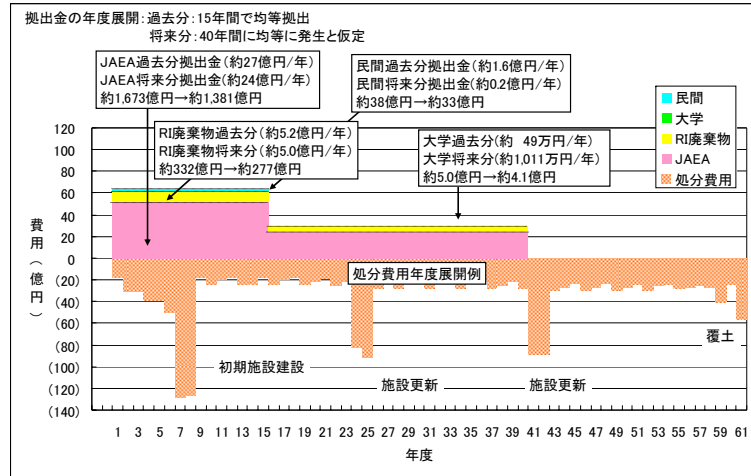 拠出金の年度展開：過去分：15年間で均等拠出
将来分：40年間に均等に発生と仮定
JAEA過去分拠出金（約27億円/年）
JAEA将来分拠出金（約24億円/年）
約1,673億円→約1,381億円
民間過去分拠出金（約1.6億円/年）
民間将来分拠出金（約0.2億円/年）
約38億円→約33億円
RI廃棄物過去分（約5.2億円/年）
RI廃棄物将来分（約5.0億円/年）
約332億円→約277億円
大学過去分（約 49万円/年）
大学将来分（約1,011万円/年）
約5.0億円→約4.1億円
民間
大学
RI廃棄物
JAEA
処分費用
費用（億円）
120
100
80
60
40
20
0
(20)
(40)
(60)
(80)
(100)
(120)
(140)
処分費用年度展開例
初期施設建設
施設更新
施設更新
覆土
1 3 5 7 9 11 13 15 17 19 21 23 25 27 29 31 33 35 37 39 41 43 45 47 49 51 53 55 57 59 61
年度